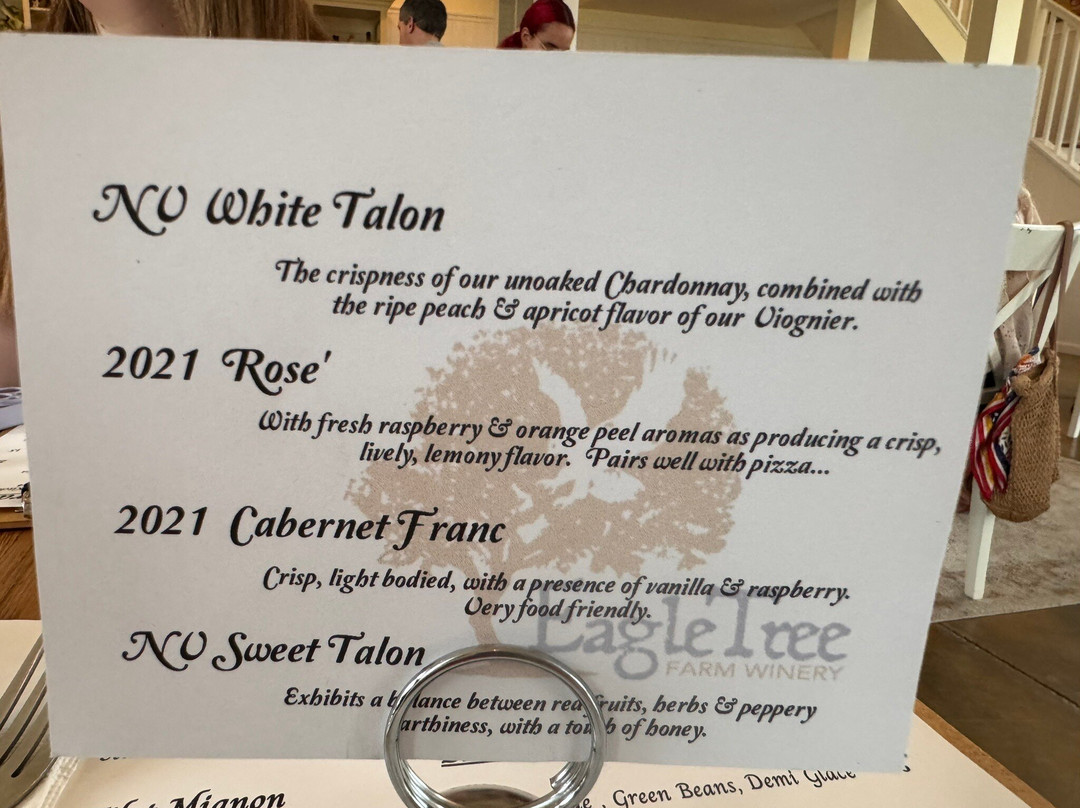 NV White Talon
The crispness of our unoaked Chardonnay, combined with
the ripe peach & apricot flavor of our Viognier.
2021 Rose'
With fresh raspberry & orange peel aromas as producing a crisp,
lively, lemony flavor. Pairs well with pizza...
2021 Cabernet Franc
Crisp, light bodied, with a presence of vanilla & raspberry.
Very food friendly.
EagleTree
FARM WINERY
NV Sweet Talon
Exhibits a balance between red fruits, herbs & peppery
earthiness, with a touch of honey.
Mignon
Green Beans, Demi Glace